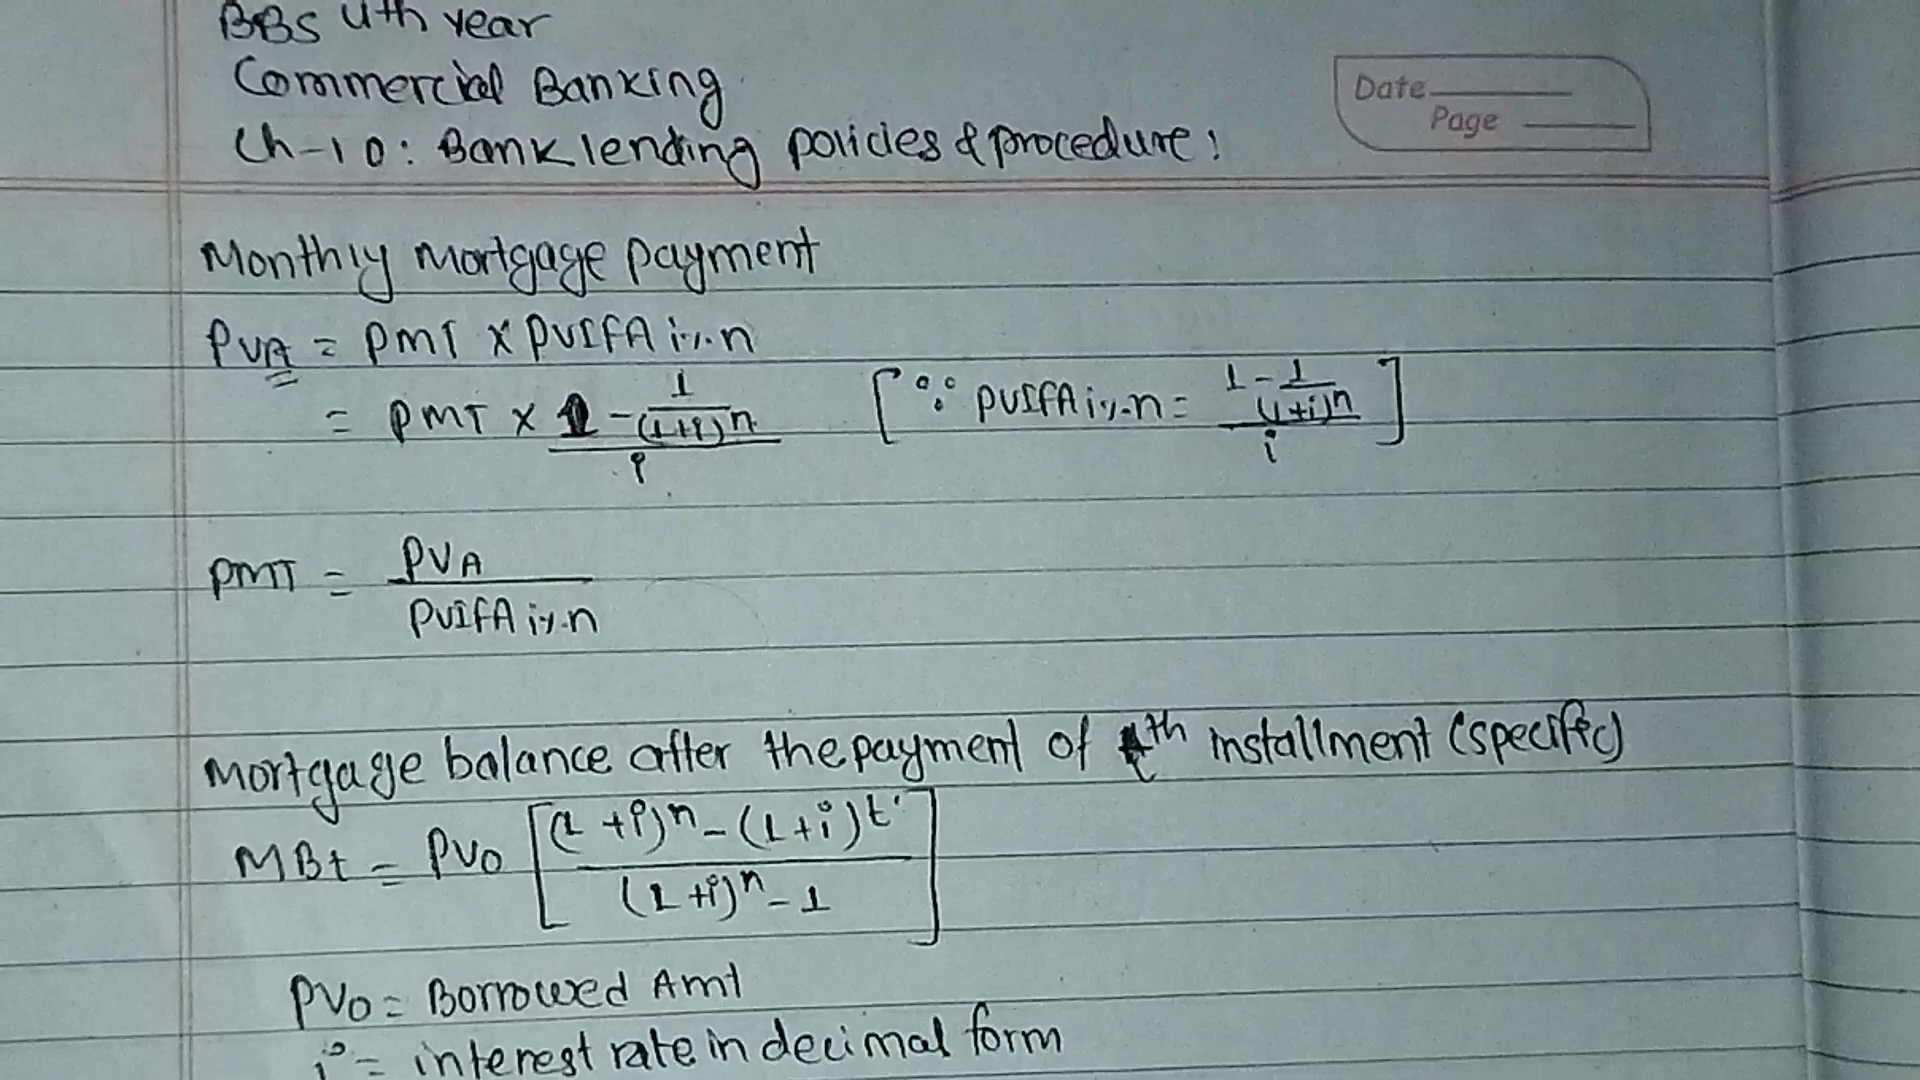 BBS 4th year
Commercial Banking
Date
Page
Ch-10: Bank lending policies & procedure:
Monthly Mortgage payment
PVA = PMT x PVIFA i%,n
= PMT x (1 - 1/(1+i)^n)/i [∵ PVIFA i%,n = (1 - 1/(1+i)^n)/i]
PMT = PVA / PVIFA i%,n
Mortgage balance after the payment of tth installment (specific)
MBt = PV0 [((1+i)^n - (1+i)^t) / ((1+i)^n - 1)]
PV0 = Borrowed Amt
i = interest rate in decimal form